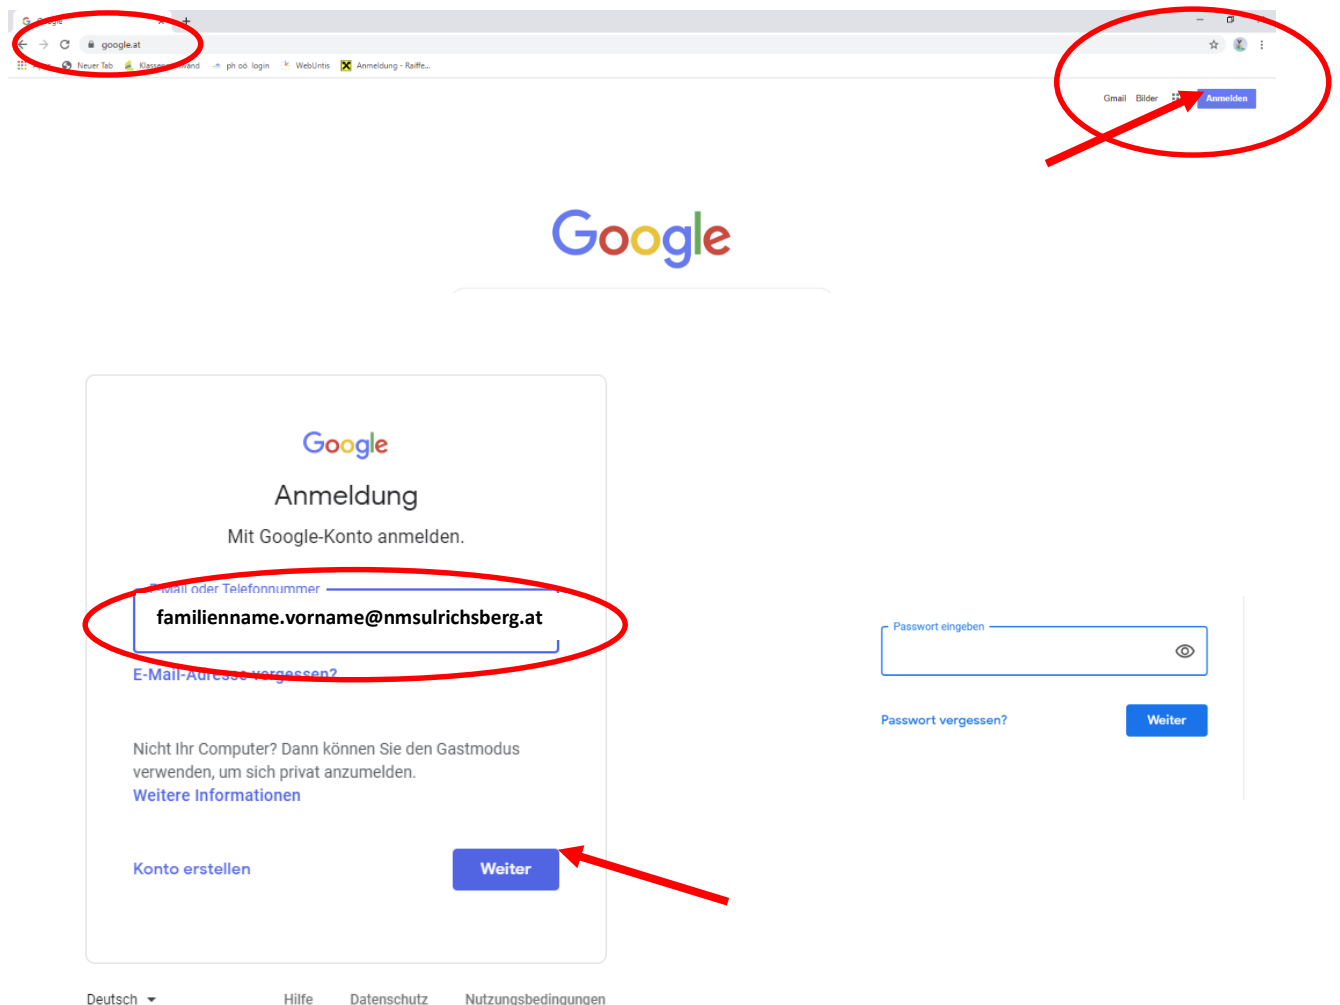 Google
google.at
Neuer Tab ph oö login WebUntis Anmeldung - Raiffe...
Gmail Bilder Anmelden
Google
Google
Anmeldung
Mit Google-Konto anmelden.
E-Mail oder Telefonnummer
familienname.vorname@nmsulrichsberg.at
E-Mail-Adresse vergessen?
Nicht Ihr Computer? Dann können Sie den Gastmodus
verwenden, um sich privat anzumelden.
Weitere Informationen
Konto erstellen Weiter
Deutsch Hilfe Datenschutz Nutzungsbedingungen
Passwort eingeben
Passwort vergessen? Weiter